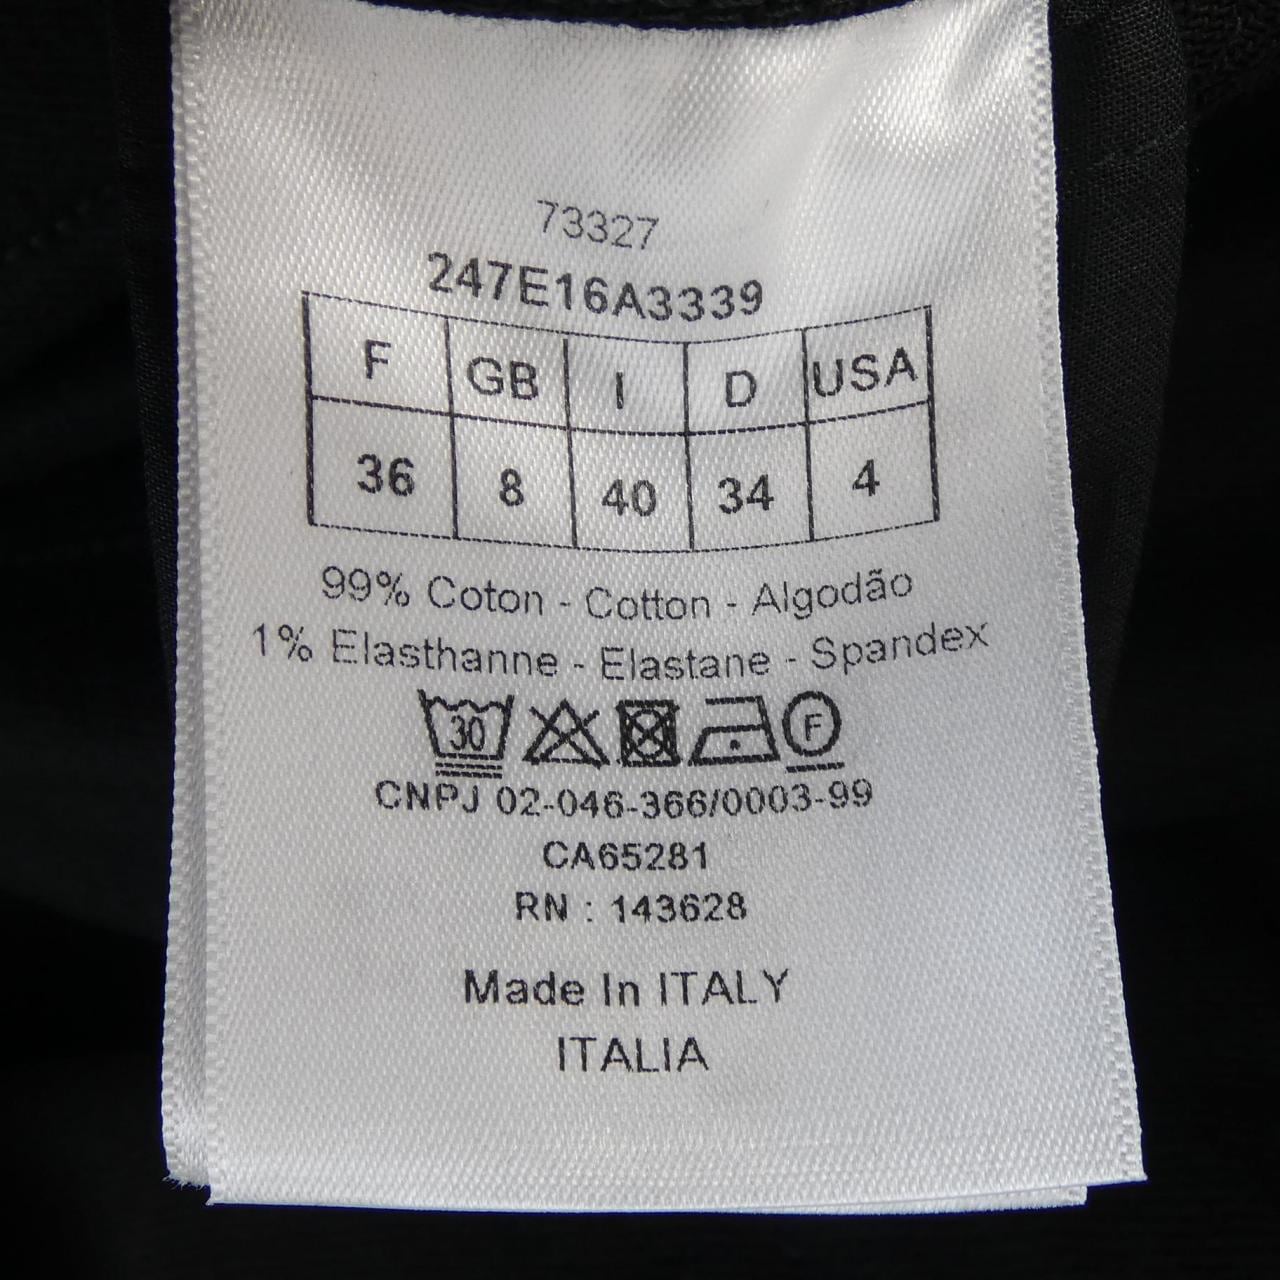 73327
247E16A3339
F GB I D USA
36 8 40 34 4
99% Coton - Cotton - Algodão
1% Elasthanne - Elastane - Spandex
30 F
CNPJ 02-046-366/0003-99
CA65281
RN : 143628
Made In ITALY
ITALIA